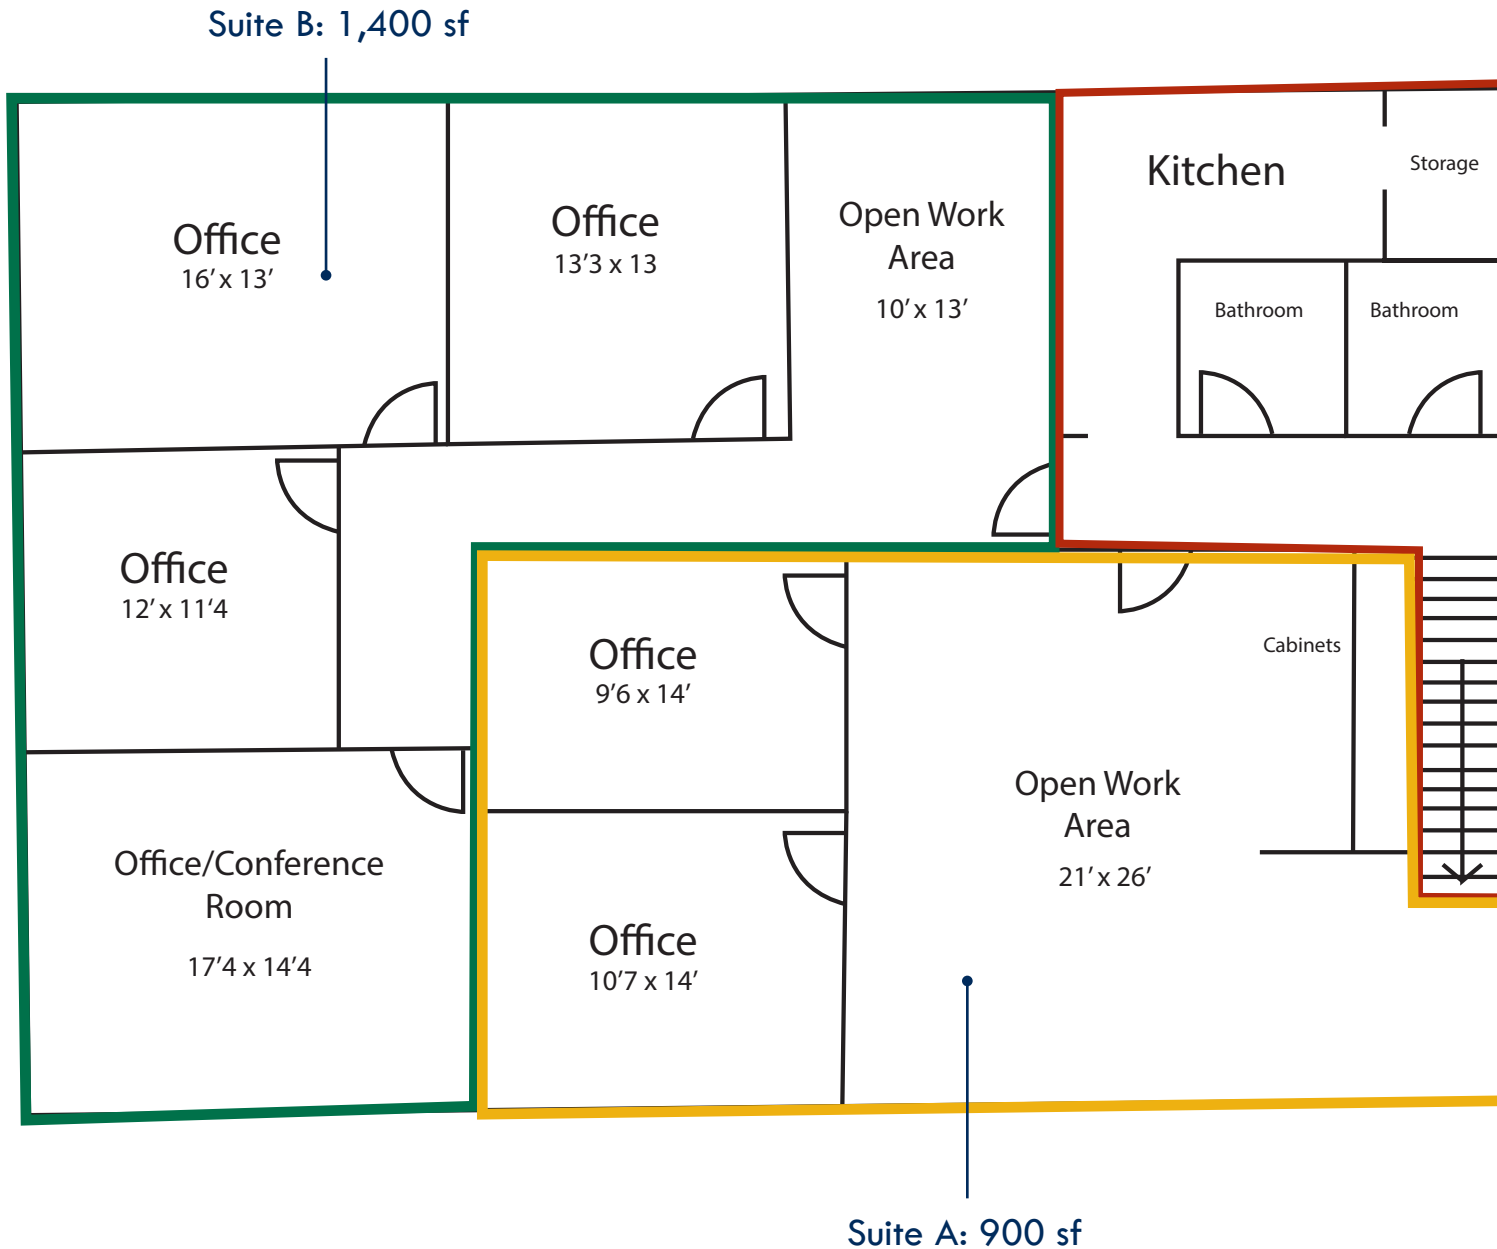 Suite B: 1,400 sf
Kitchen
Storage
Office
16’ x 13’
Office
13’3 x 13
Open Work
Area
10’ x 13’
Bathroom
Bathroom
Office
12’ x 11‘4
Office
9’6 x 14’
Cabinets
Open Work
Area
21’ x 26’
Office/Conference
Room
17’4 x 14’4
Office
10’7 x 14’
Suite A: 900 sf